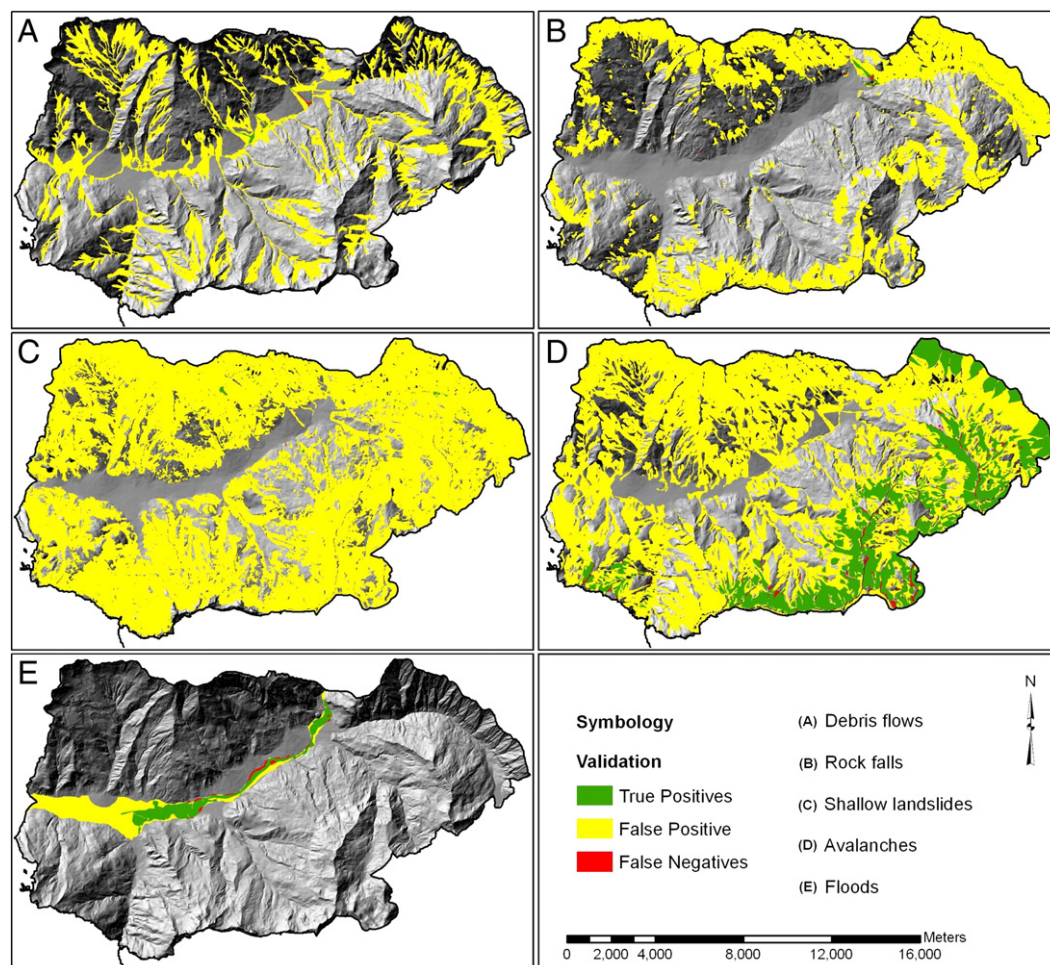 A
B
C
D
E
N
Symbology
Validation
True Positives
False Positive
False Negatives
(A) Debris flows
(B) Rock falls
(C) Shallow landslides
(D) Avalanches
(E) Floods
Meters
0 2,000 4,000 8,000 12,000 16,000